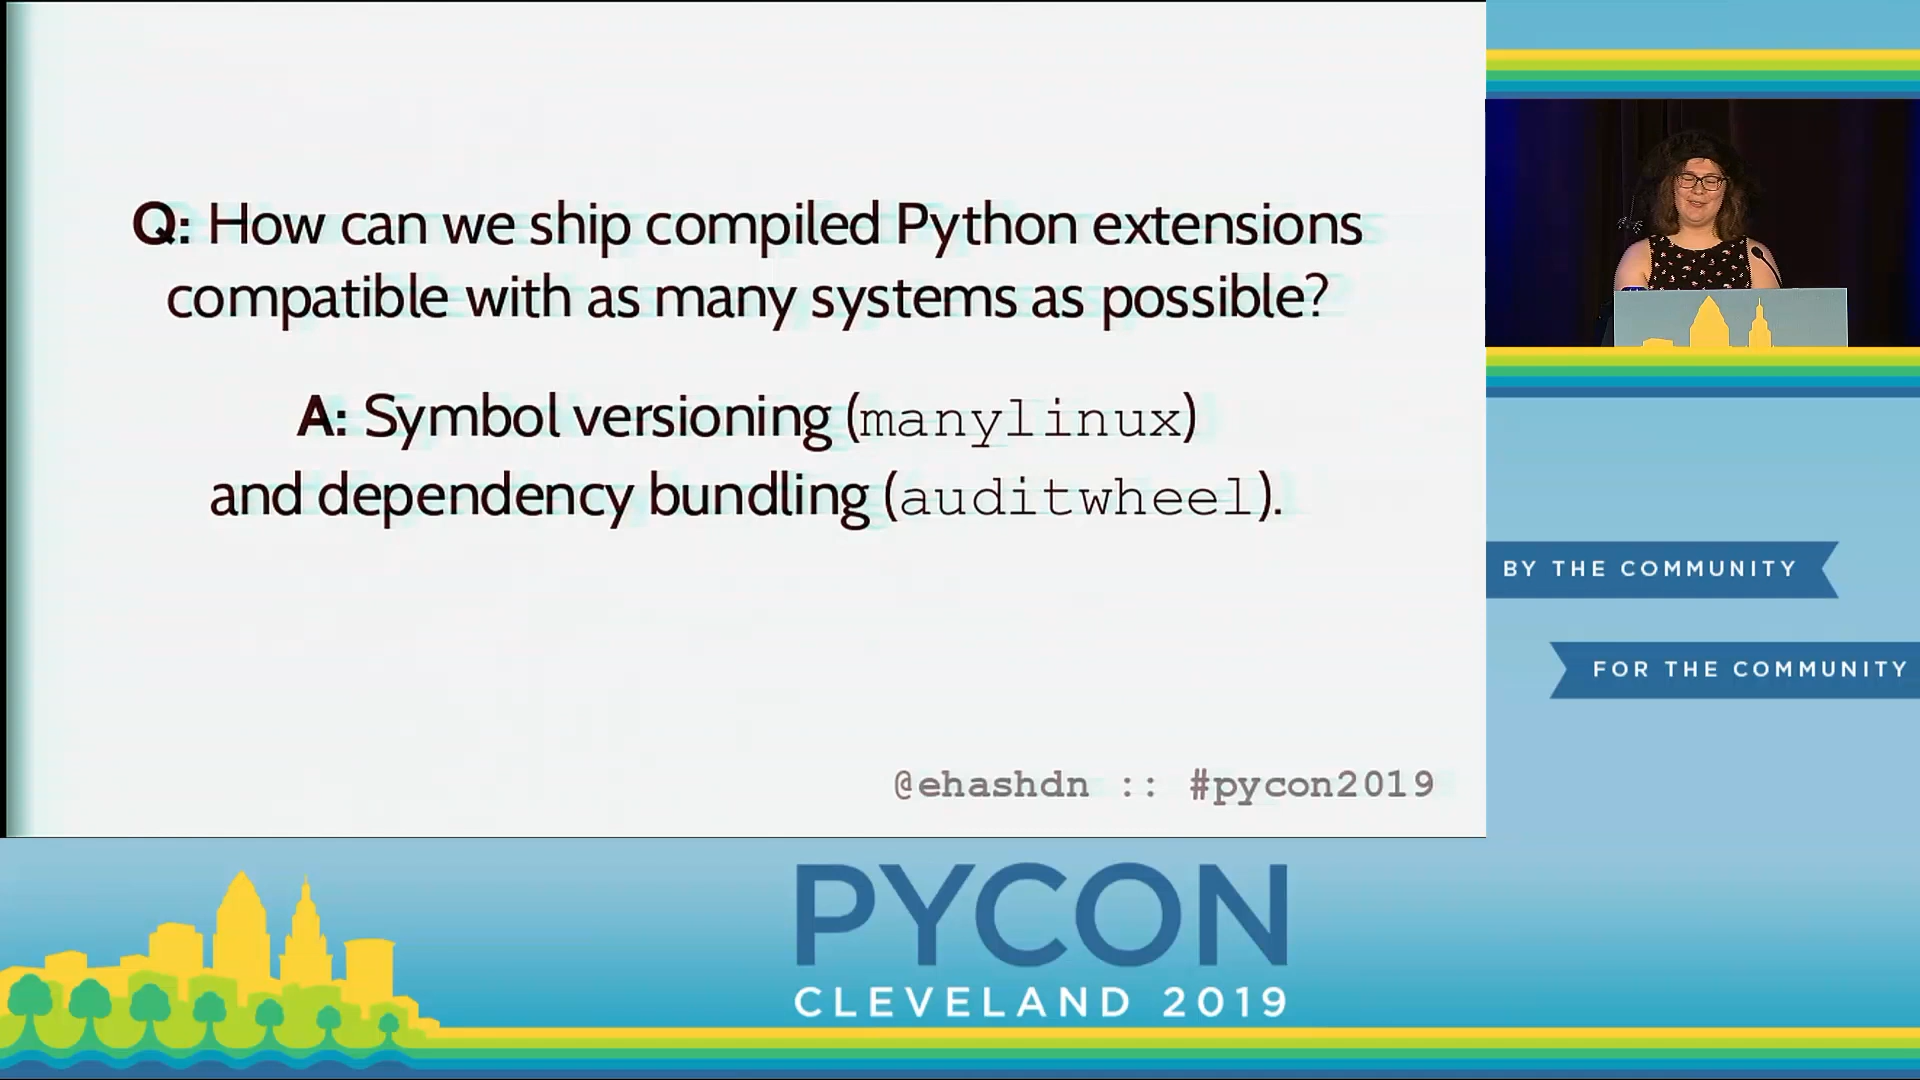 Q: How can we ship compiled Python extensions
compatible with as many systems as possible?
A: Symbol versioning (manylinux)
and dependency bundling (auditwheel).
@ehashdn :: #pycon2019
BY THE COMMUNITY
FOR THE COMMUNITY
PYCON
CLEVELAND 2019